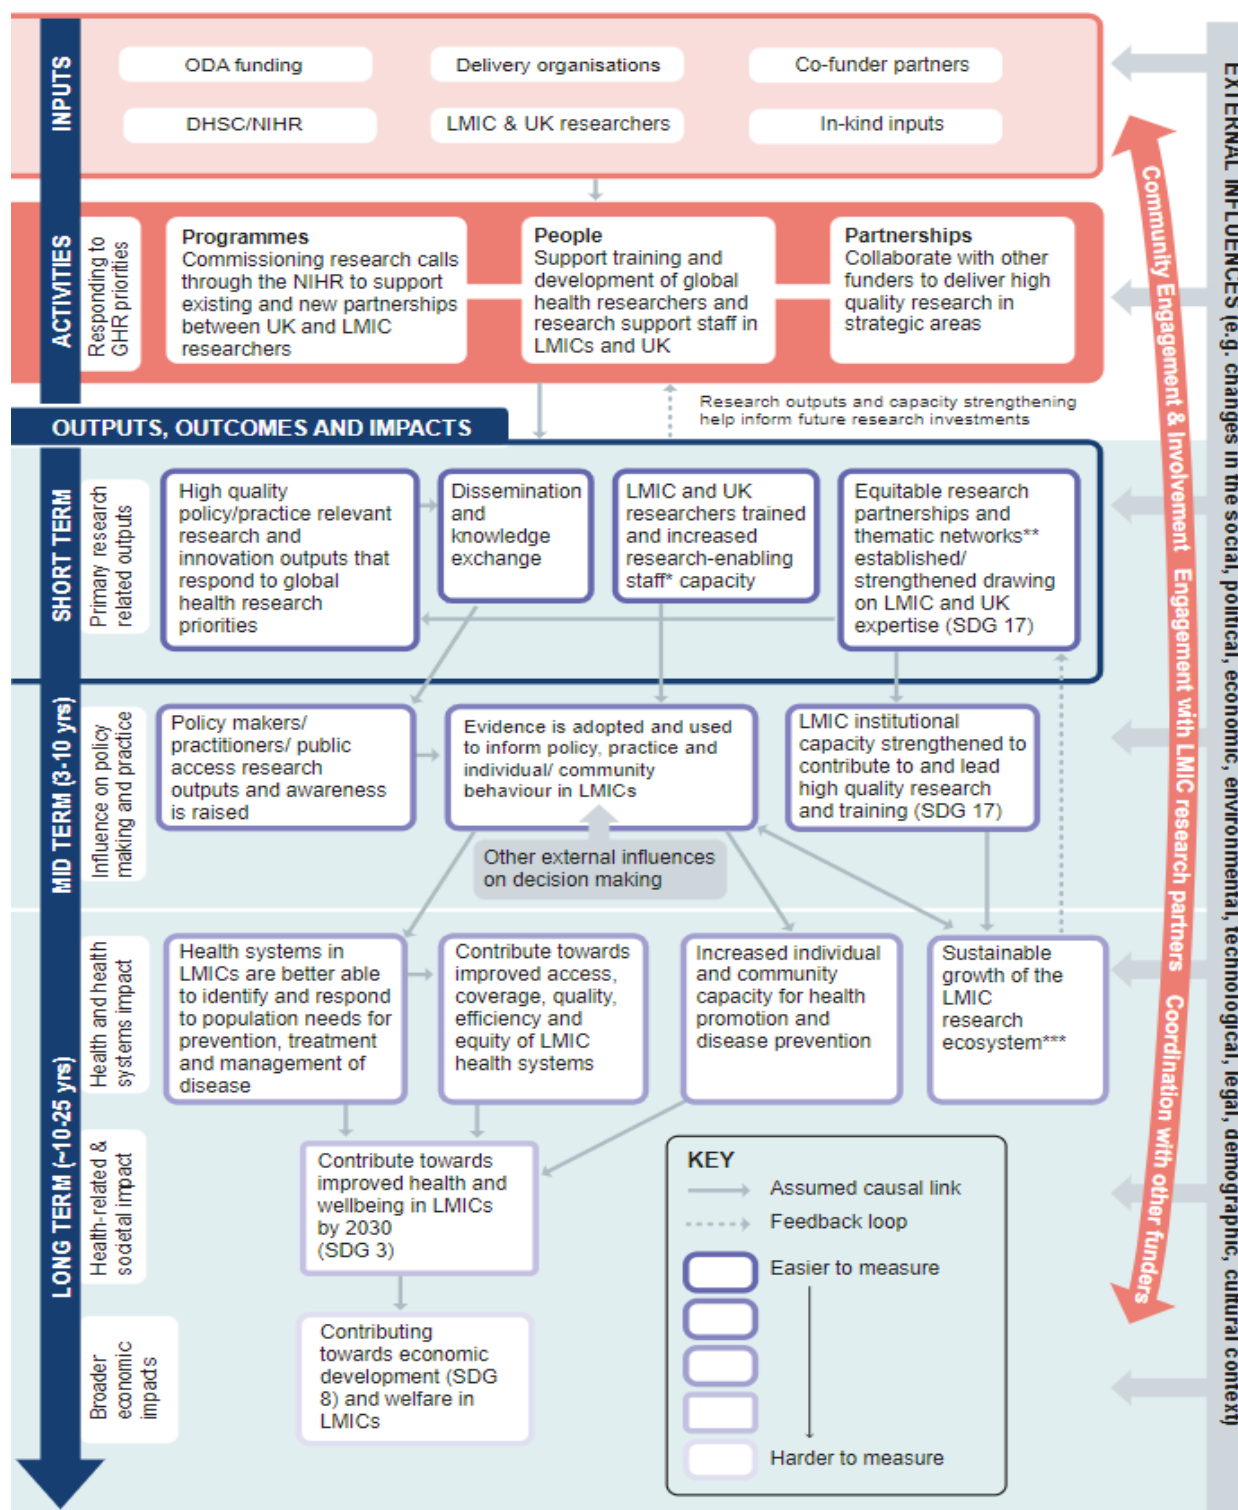 INPUTS
ODA funding
Delivery organisations
Co-funder partners
DHSC/NIHR
LMIC & UK researchers
In-kind inputs
ACTIVITIES
Responding to
GHR priorities
Programmes
Commissioning research calls
through the NIHR to support
existing and new partnerships
between UK and LMIC
researchers
People
Support training and
development of global
health researchers and
research support staff in
LMICs and UK
Partnerships
Collaborate with other
funders to deliver high
quality research in
strategic areas
Research outputs and capacity strengthening
help inform future research investments
OUTPUTS, OUTCOMES AND IMPACTS
SHORT TERM
Primary research
related outputs
High quality
policy/practice relevant
research and
innovation outputs that
respond to global
health research
priorities
Dissemination
and
knowledge
exchange
LMIC and UK
researchers trained
and increased
research-enabling
staff* capacity
Equitable research
partnerships and
thematic networks**
established/
strengthened drawing
on LMIC and UK
expertise (SDG 17)
MID TERM (3-10 yrs)
Influence on policy
making and practice
Policy makers/
practitioners/ public
access research
outputs and awareness
is raised
Evidence is adopted and used
to inform policy, practice and
individual/ community
behaviour in LMICs
LMIC institutional
capacity strengthened to
contribute to and lead
high quality research
and training (SDG 17)
Other external influences
on decision making
LONG TERM (~10-25 yrs)
Health and health
systems impact
Health systems in
LMICs are better able
to identify and respond
to population needs for
prevention, treatment
and management of
disease
Contribute towards
improved access,
coverage, quality,
efficiency and
equity of LMIC
health systems
Increased individual
and community
capacity for health
promotion and
disease prevention
Sustainable
growth of the
LMIC
research
ecosystem***
Health-related &
societal impact
Contribute towards
improved health and
wellbeing in LMICs
by 2030
(SDG 3)
Broader
economic
impacts
Contributing
towards economic
development (SDG
8) and welfare in
LMICs
KEY
Assumed causal link
Feedback loop
Easier to measure
Harder to measure
Community Engagement & Involvement Engagement with LMIC research partners Coordination with other funders
EXTERNAL INFLUENCES (e.g. changes in the social, political, economic, environmental, technological, legal, demographic, cultural context)